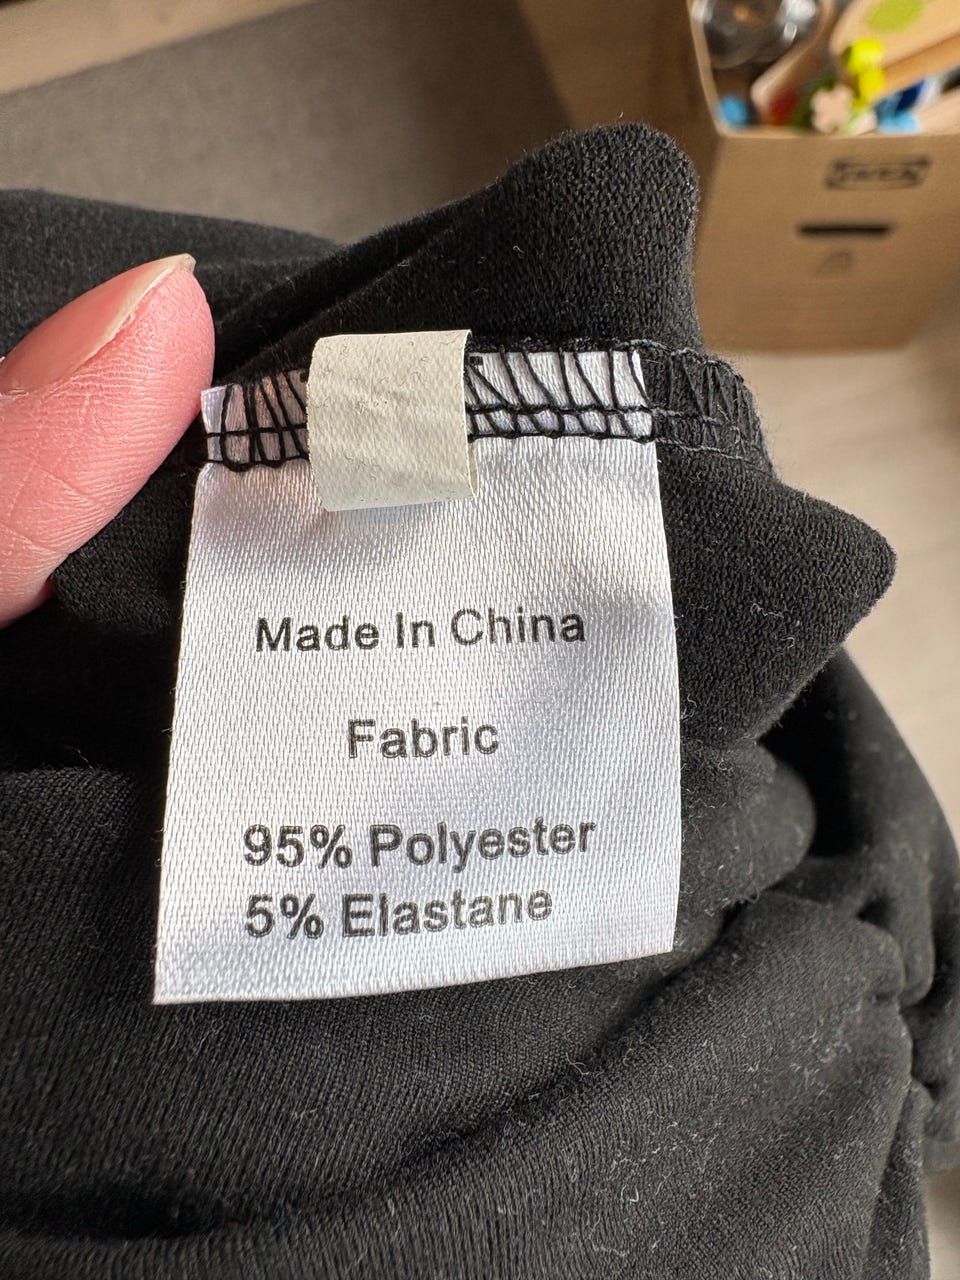 Made In China
Fabric
95% Polyester
5% Elastane